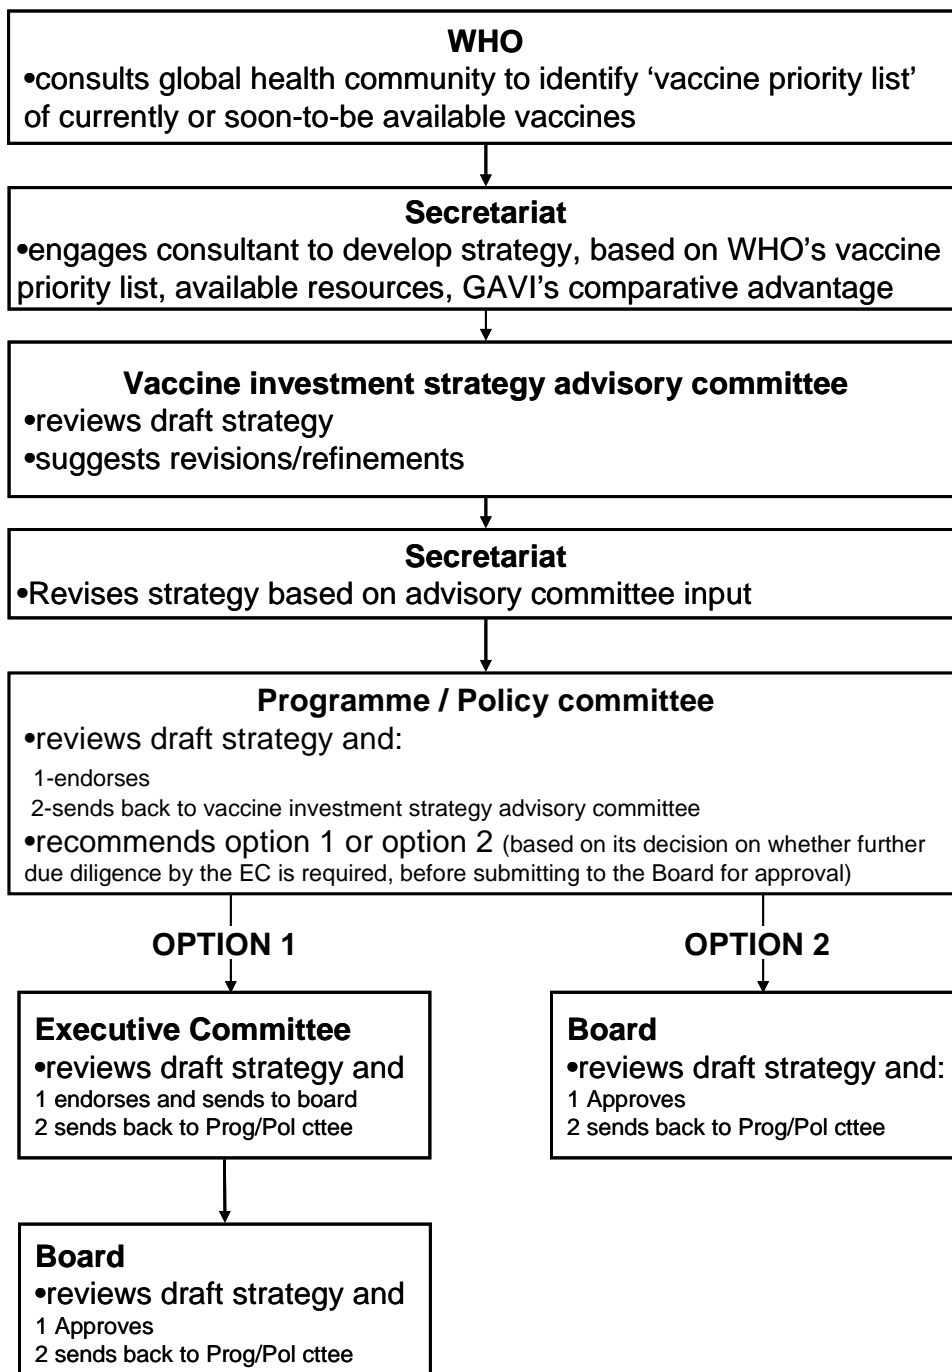 WHO
•consults global health community to identify ‘vaccine priority list’
of currently or soon-to-be available vaccines
Secretariat
•engages consultant to develop strategy, based on WHO’s vaccine
priority list, available resources, GAVI’s comparative advantage
Vaccine investment strategy advisory committee
•reviews draft strategy
•suggests revisions/refinements
Secretariat
•Revises strategy based on advisory committee input
Programme / Policy committee
•reviews draft strategy and:
1-endorses
2-sends back to vaccine investment strategy advisory committee
•recommends option 1 or option 2 (based on its decision on whether further
due diligence by the EC is required, before submitting to the Board for approval)
OPTION 1
OPTION 2
Executive Committee
•reviews draft strategy and
1 endorses and sends to board
2 sends back to Prog/Pol cttee
Board
•reviews draft strategy and:
1 Approves
2 sends back to Prog/Pol cttee
Board
•reviews draft strategy and
1 Approves
2 sends back to Prog/Pol cttee